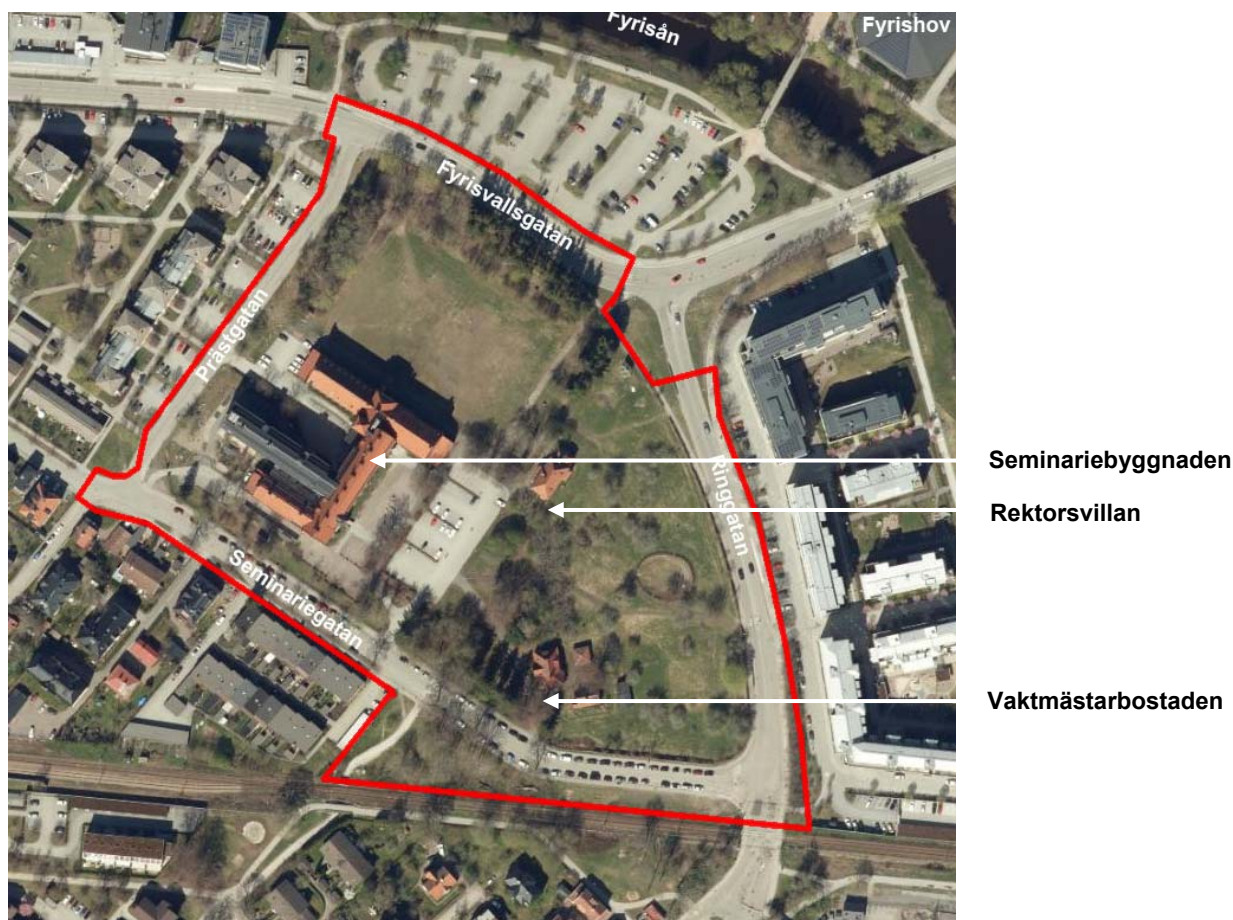 Fyrisån
Fyrishov
Fyrisvallsgatan
Prästgatan
Ringgatan
Seminariegatan
Seminariebyggnaden
Rektorsvillan
Vaktmästarbostaden